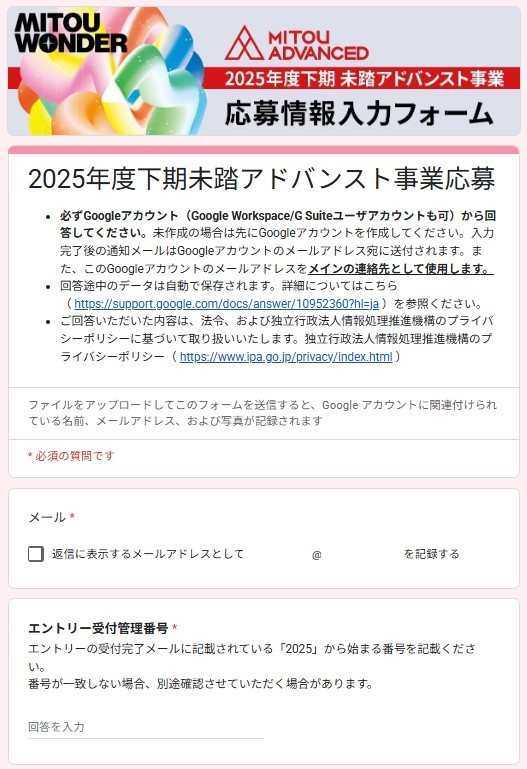 MITOU
WONDER
MITOU
ADVANCED
2025年度下期 未踏アドバンスト事業
応募情報入力フォーム
2025年度下期未踏アドバンスト事業応募
• 必ずGoogleアカウント（Google Workspace/G Suiteユーザアカウントも可）から回
答してください。未作成の場合は先にGoogleアカウントを作成してください。入力
完了後の通知メールはGoogleアカウントのメールアドレス宛に送付されます。ま
た、このGoogleアカウントのメールアドレスをメインの連絡先として使用します。
• 回答途中のデータは自動で保存されます。詳細についてはこちら
（ https://support.google.com/docs/answer/10952360?hl=ja ）を参照ください。
• ご回答いただいた内容は、法令、および独立行政法人情報処理推進機構のプライバ
シーポリシーに基づいて取り扱いいたします。独立行政法人情報処理推進機構のプ
ライバシーポリシー（ https://www.ipa.go.jp/privacy/index.html ）
ファイルをアップロードしてこのフォームを送信すると、Google アカウントに関連付けられ
ている名前、メールアドレス、および写真が記録されます
* 必須の質問です
メール *
返信に表示するメールアドレスとして @ を記録する
エントリー受付管理番号 *
エントリーの受付完了メールに記載されている「2025」から始まる番号を記載くださ
い。
番号が一致しない場合、別途確認させていただく場合があります。
回答を入力